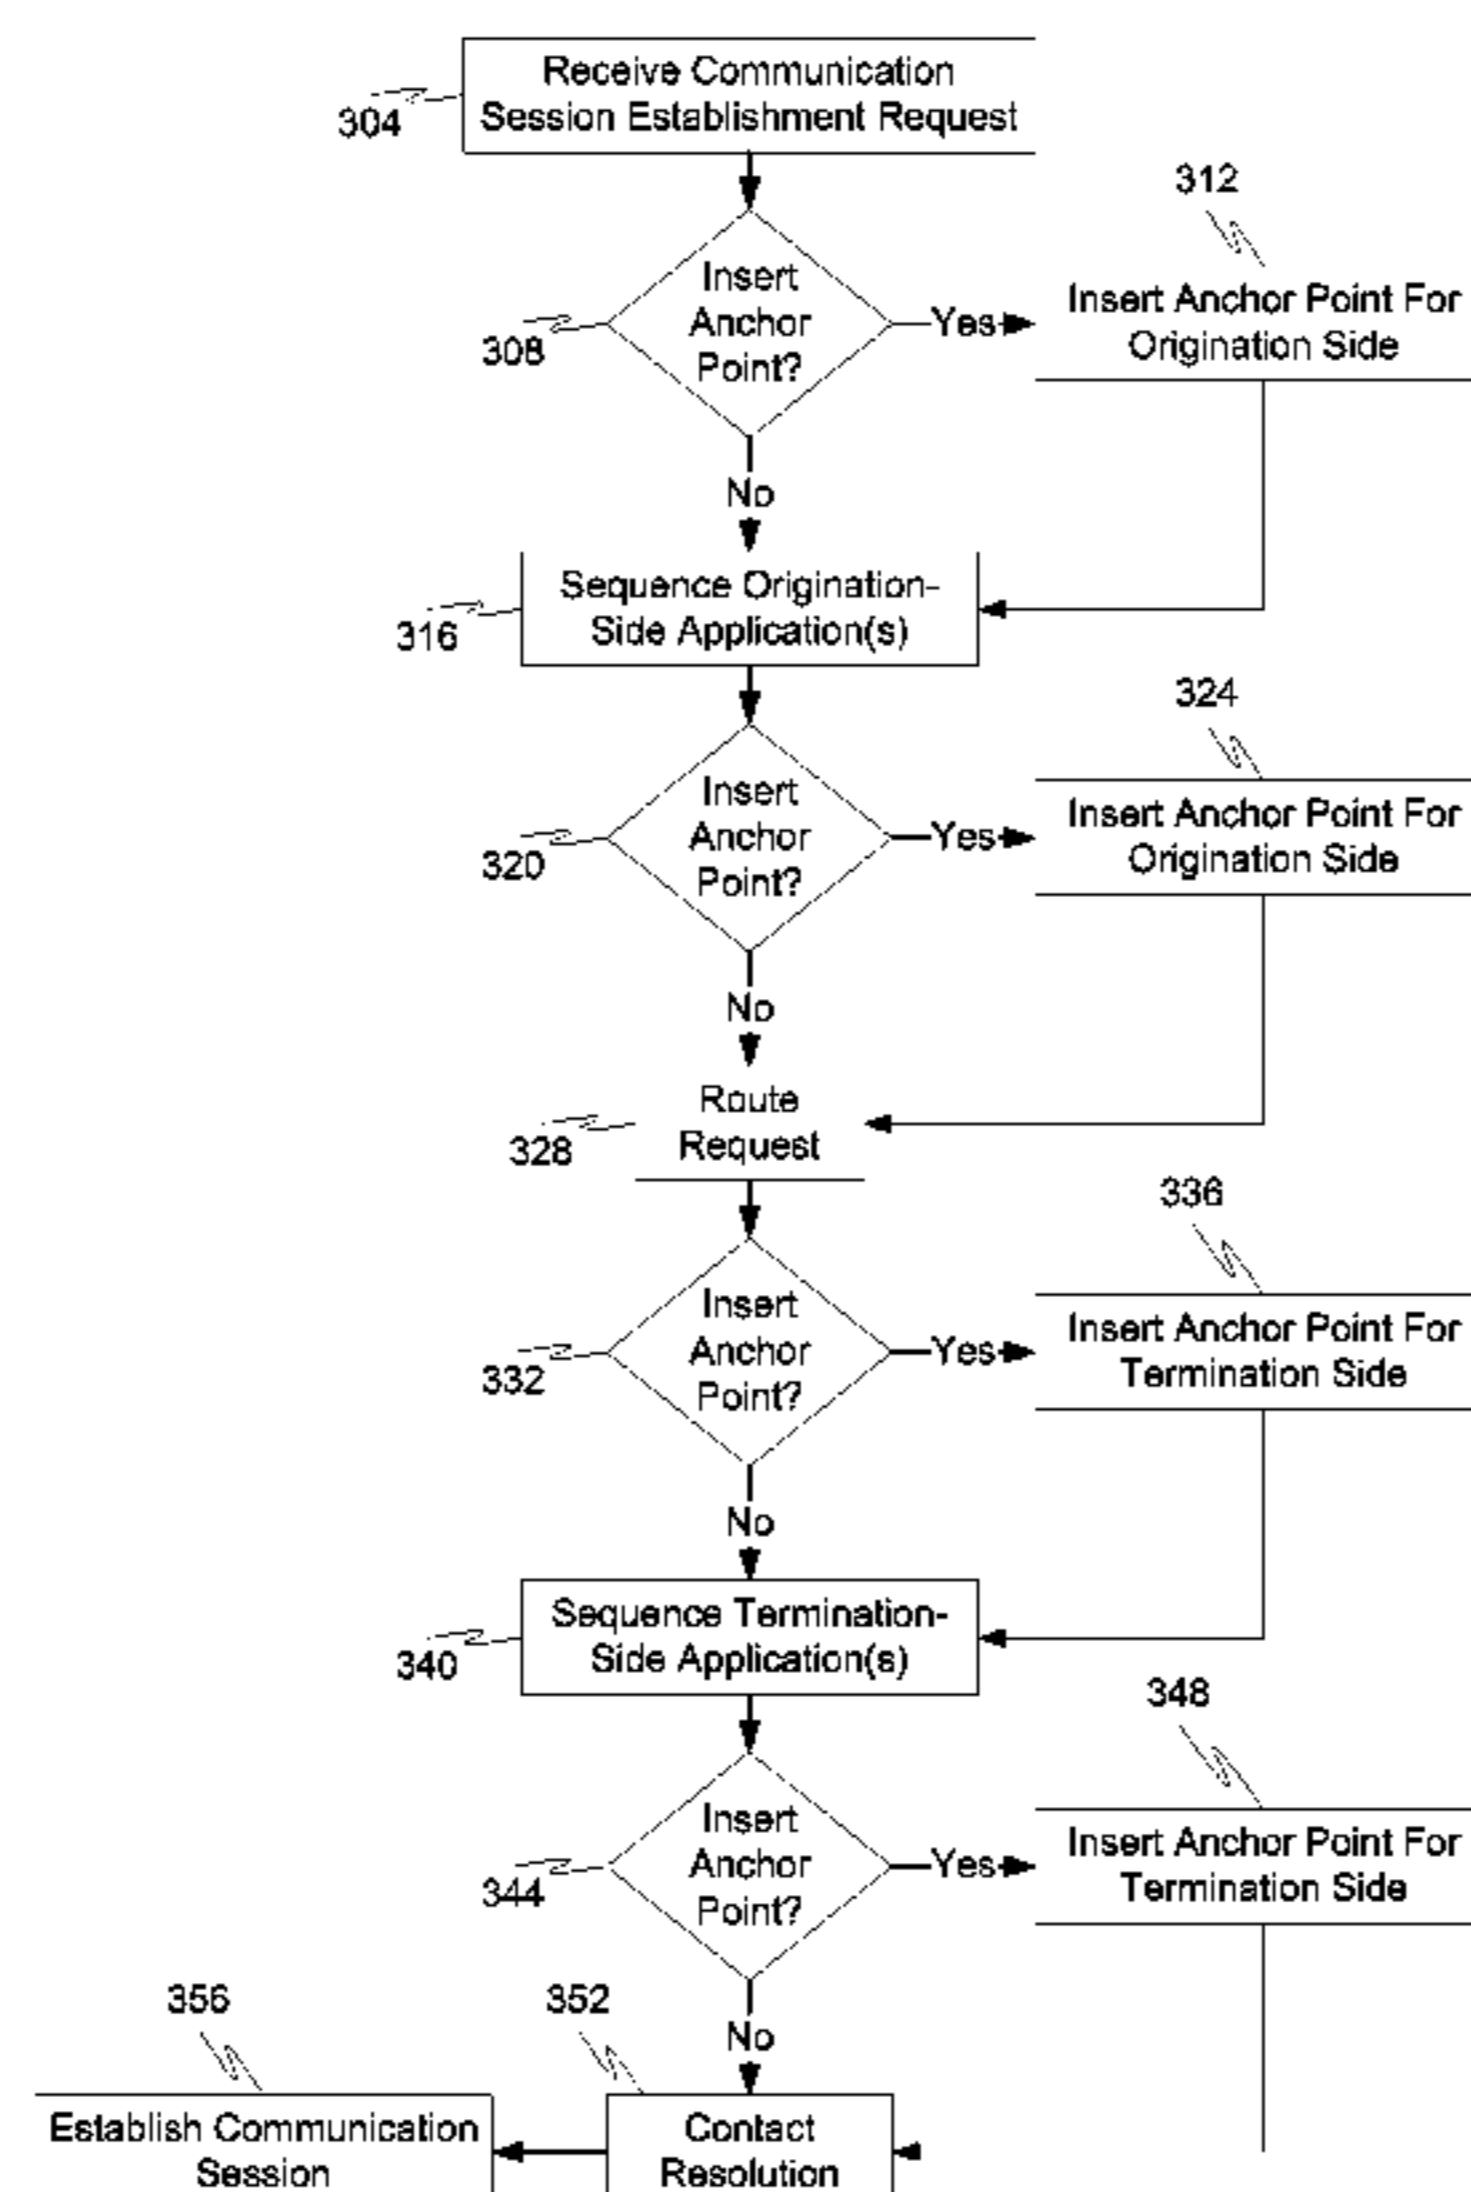 Receive Communication
Session Establishment Request
304
312
Insert
Anchor
Point?
308
Yes
Insert Anchor Point For
Origination Side
No
Sequence Origination-
Side Application(s)
316
324
Insert
Anchor
Point?
320
Yes
Insert Anchor Point For
Origination Side
No
Route
Request
328
336
Insert
Anchor
Point?
332
Yes
Insert Anchor Point For
Termination Side
No
Sequence Termination-
Side Application(s)
340
348
Insert
Anchor
Point?
344
Yes
Insert Anchor Point For
Termination Side
No
356
352
Establish Communication
Session
Contact
Resolution